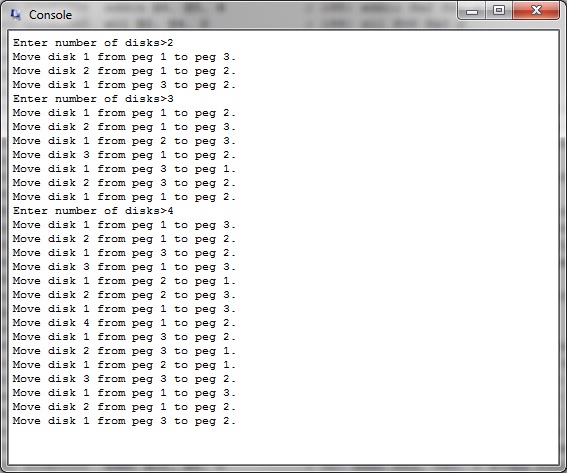 Console
Enter number of disks>2
Move disk 1 from peg 1 to peg 3.
Move disk 2 from peg 1 to peg 2.
Move disk 1 from peg 3 to peg 2.
Enter number of disks>3
Move disk 1 from peg 1 to peg 2.
Move disk 2 from peg 1 to peg 3.
Move disk 1 from peg 2 to peg 3.
Move disk 3 from peg 1 to peg 2.
Move disk 1 from peg 3 to peg 1.
Move disk 2 from peg 3 to peg 2.
Move disk 1 from peg 1 to peg 2.
Enter number of disks>4
Move disk 1 from peg 1 to peg 3.
Move disk 2 from peg 1 to peg 2.
Move disk 1 from peg 3 to peg 2.
Move disk 3 from peg 1 to peg 3.
Move disk 1 from peg 2 to peg 1.
Move disk 2 from peg 2 to peg 3.
Move disk 1 from peg 1 to peg 3.
Move disk 4 from peg 1 to peg 2.
Move disk 1 from peg 3 to peg 2.
Move disk 2 from peg 3 to peg 1.
Move disk 1 from peg 2 to peg 1.
Move disk 3 from peg 3 to peg 2.
Move disk 1 from peg 1 to peg 3.
Move disk 2 from peg 1 to peg 2.
Move disk 1 from peg 3 to peg 2.